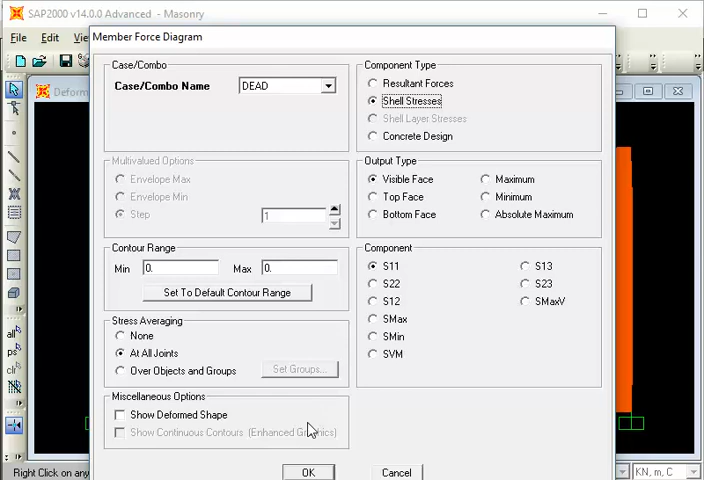 SAP2000 v14.0.0 Advanced - Masonry
File Edit
Member Force Diagram
Deform
Case/Combo
Case/Combo Name DEAD
Multivalued Options
Envelope Max
Envelope Min
Step 1
Contour Range
Min 0. Max 0.
Set To Default Contour Range
Stress Averaging
None
At All Joints
Over Objects and Groups Set Groups...
Miscellaneous Options
Show Deformed Shape
Show Continuous Contours (Enhanced Graphics)
Component Type
Resultant Forces
Shell Stresses
Shell Layer Stresses
Concrete Design
Output Type
Visible Face Maximum
Top Face Minimum
Bottom Face Absolute Maximum
Component
S11 S13
S22 S23
S12 SMaxV
SMax
SMin
SVM
OK Cancel
all
ps
clr
Right Click on any
KN, m, C